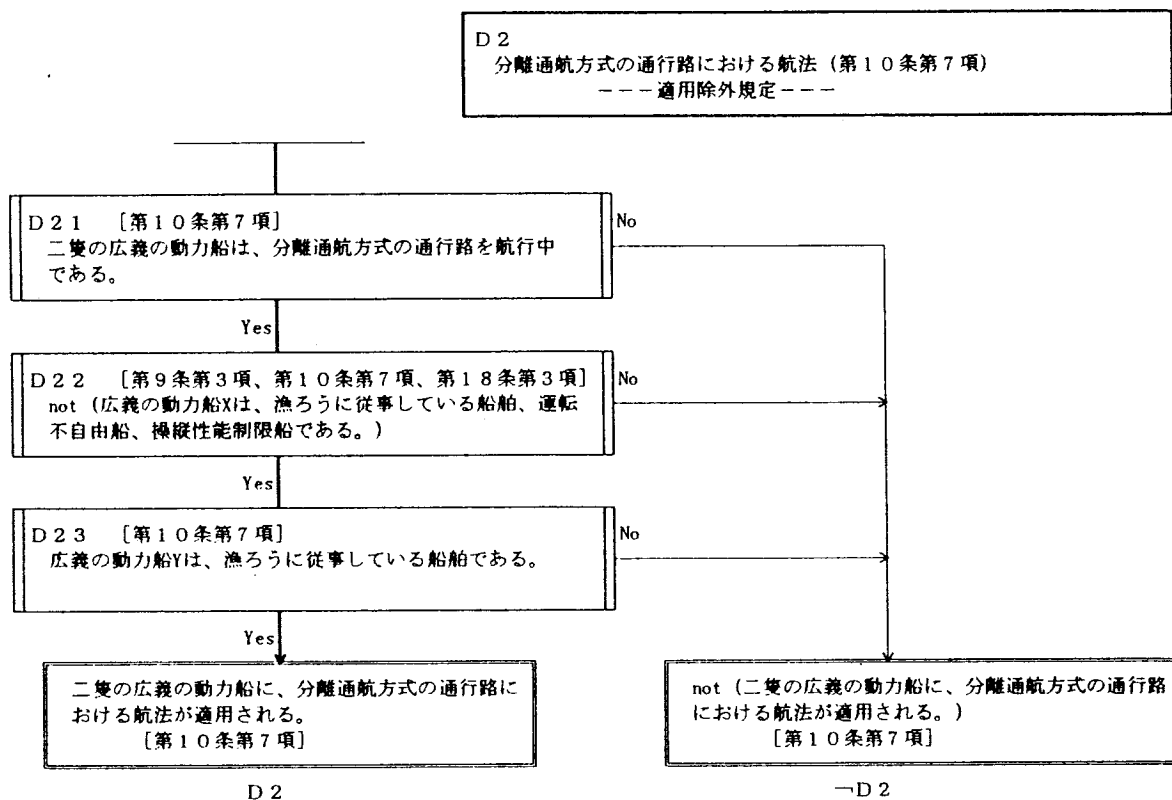 D2
分離通航方式の通行路における航法(第10条第7項)
---適用除外規定---
D21 [第10条第7項]
二隻の広義の動力船は、分離通航方式の通行路を航行中
である。
No
Yes
D22 [第9条第3項、第10条第7項、第18条第3項]
not(広義の動力船Xは、漁ろうに従事している船舶、運転
不自由船、操縦性能制限船である。)
No
Yes
D23 [第10条第7項]
広義の動力船Yは、漁ろうに従事している船舶である。
No
Yes
二隻の広義の動力船に、分離通航方式の通行路に
おける航法が適用される。
[第10条第7項]
D2
not(二隻の広義の動力船に、分離通航方式の通行路
における航法が適用される。)
[第10条第7項]
¬D2